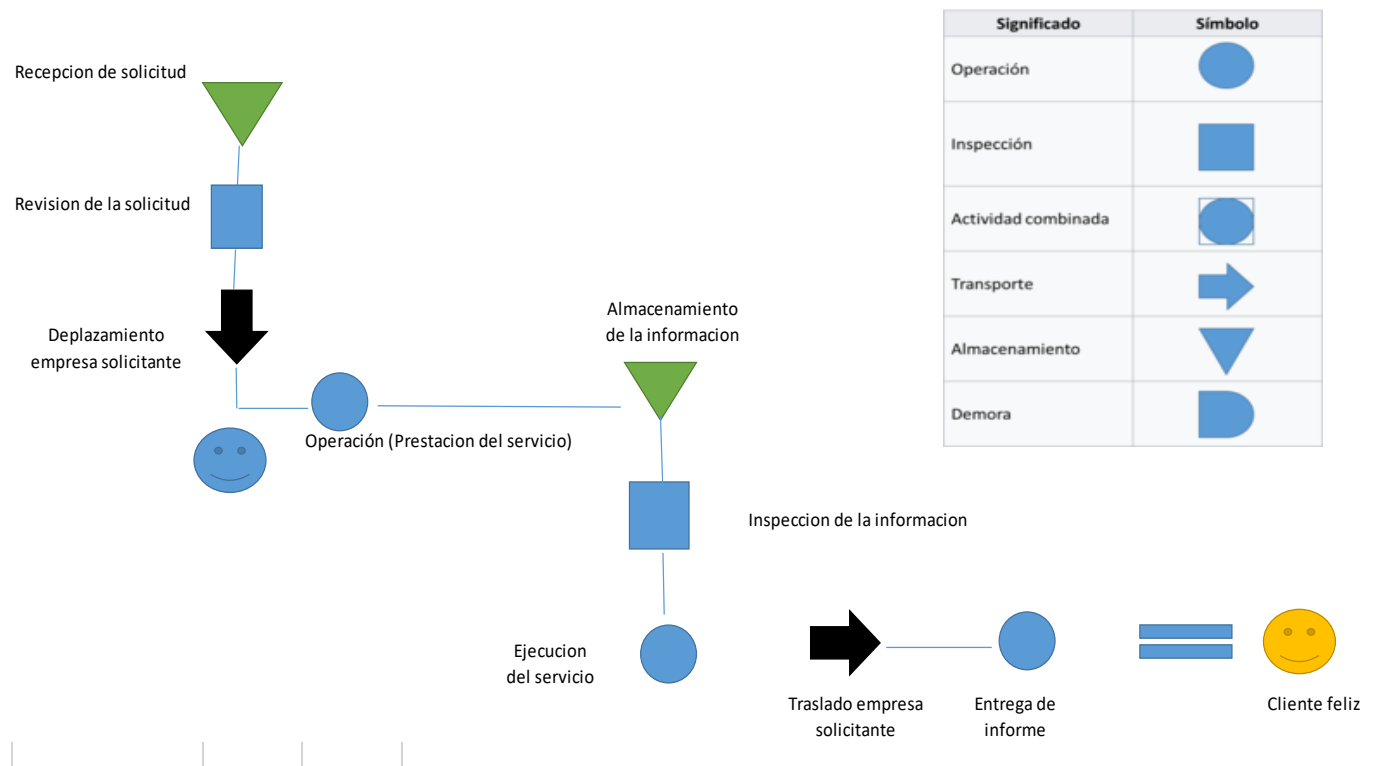 Recepcion de solicitud
Revision de la solicitud
Deplazamiento
empresa solicitante
Operación (Prestacion del servicio)
Almacenamiento
de la informacion
Inspeccion de la informacion
Ejecucion
del servicio
Traslado empresa
solicitante
Entrega de
informe
Cliente feliz
Significado Símbolo
Operación
Inspección
Actividad combinada
Transporte
Almacenamiento
Demora